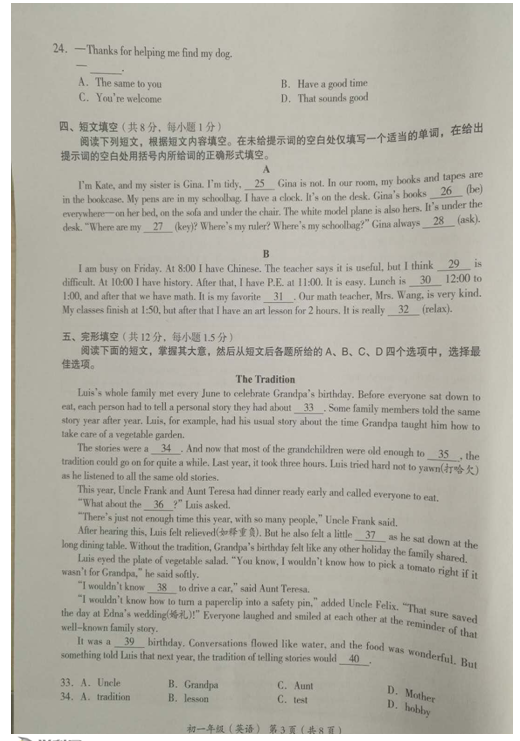 24. —Thanks for helping me find my dog.
— ______.
A. The same to you B. Have a good time
C. You're welcome D. That sounds good
四、短文填空（共 8 分，每小题 1 分）
阅读下列短文，根据短文内容填空。在未给提示词的空白处仅填写一个适当的单词，在给出
提示词的空白处用括号内所给词的正确形式填空。
A
I'm Kate, and my sister is Gina. I'm tidy, 25 Gina is not. In our room, my books and tapes are
in the bookcase. My pens are in my schoolbag. I have a clock. It's on the desk. Gina's books 26 (be)
everywhere—on her bed, on the sofa and under the chair. The white model plane is also hers. It's under the
desk. "Where are my 27 (key)? Where's my ruler? Where's my schoolbag?" Gina always 28 (ask).
B
I am busy on Friday. At 8:00 I have Chinese. The teacher says it is useful, but I think 29 is
difficult. At 10:00 I have history. After that, I have P.E. at 11:00. It is easy. Lunch is 30 12:00 to
1:00, and after that we have math. It is my favorite 31 . Our math teacher, Mrs. Wang, is very kind.
My classes finish at 1:50, but after that I have an art lesson for 2 hours. It is really 32 (relax).
五、完形填空（共 12 分，每小题 1.5 分）
阅读下面的短文，掌握其大意，然后从短文后各题所给的 A、B、C、D 四个选项中，选择最
佳选项。
The Tradition
Luis's whole family met every June to celebrate Grandpa's birthday. Before everyone sat down to
eat, each person had to tell a personal story they had about 33 . Some family members told the same
story year after year. Luis, for example, had his usual story about the time Grandpa taught him how to
take care of a vegetable garden.
The stories were a 34 . And now that most of the grandchildren were old enough to 35 , the
tradition could go on for quite a while. Last year, it took three hours. Luis tried hard not to yawn(打哈欠)
as he listened to all the same old stories.
This year, Uncle Frank and Aunt Teresa had dinner ready early and called everyone to eat.
"What about the 36 ?" Luis asked.
"There's just not enough time this year, with so many people," Uncle Frank said.
After hearing this, Luis felt relieved(如释重负). But he also felt a little 37 as he sat down at the
long dining table. Without the tradition, Grandpa's birthday felt like any other holiday the family shared.
Luis eyed the plate of vegetable salad. "You know, I wouldn't know how to pick a tomato right if it
wasn't for Grandpa," he said softly.
"I wouldn't know 38 to drive a car," said Aunt Teresa.
"I wouldn't know how to turn a paperclip into a safety pin," added Uncle Felix. "That sure saved
the day at Edna's wedding(婚礼)!" Everyone laughed and smiled at each other at the reminder of that
well-known family story.
It was a 39 birthday. Conversations flowed like water, and the food was wonderful. But
something told Luis that next year, the tradition of telling stories would 40 .
33. A. Uncle B. Grandpa C. Aunt D. Mother
34. A. tradition B. lesson C. test D. hobby
初一年级（英语） 第 3 页（共 8 页）